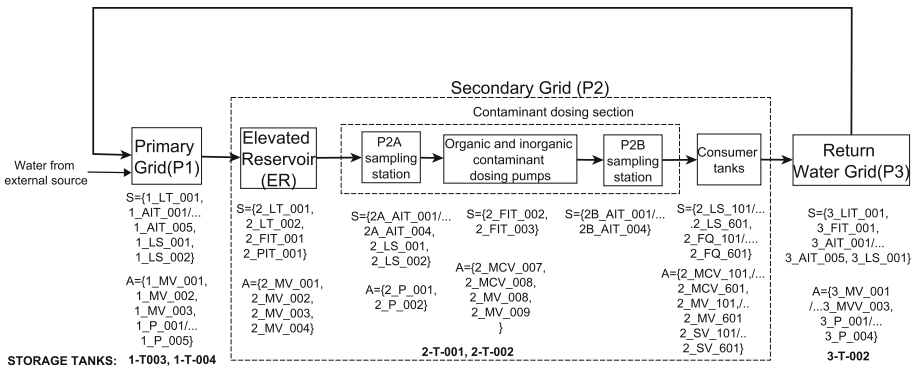 Secondary Grid (P2)
Contaminant dosing section
Water from
external source
Primary
Grid(P1)
Elevated
Reservoir
(ER)
P2A
sampling
station
Organic and inorganic
contaminant
dosing pumps
P2B
sampling
station
Consumer
tanks
Return
Water Grid(P3)
S={1_LT_001,
1_AIT_001/...
1_AIT_005,
1_LS_001,
1_LS_002}
A={1_MV_001,
1_MV_002,
1_MV_003,
1_P_001/...
1_P_005}
S={2_LT_001,
2_LT_002,
2_FIT_001
2_PIT_001}
A={2_MV_001,
2_MV_002,
2_MV_003,
2_MV_004}
S={2A_AIT_001/...
2A_AIT_004,
2_LS_001,
2_LS_002}
A={2_P_001,
2_P_002}
S={2_FIT_002,
2_FIT_003}
A={2_MCV_007,
2_MCV_008,
2_MV_008,
2_MV_009
}
S={2B_AIT_001/...
2B_AIT_004}
S={2_LS_101/...
.2_LS_601,
2_FQ_101/....
2_FQ_601}
A={2_MCV_101,/...
2_MCV_601,
2_MV_101,/..
2_MV_601
2_SV_101/..
2_SV_601}
S={3_LIT_001,
3_FIT_001,
3_AIT_001/...
3_AIT_005, 3_LS_001}
A={3_MV_001
/...3_MVV_003,
3_P_001/...
3_P_004}
STORAGE TANKS: 1-T003, 1-T-004
2-T-001, 2-T-002
3-T-002